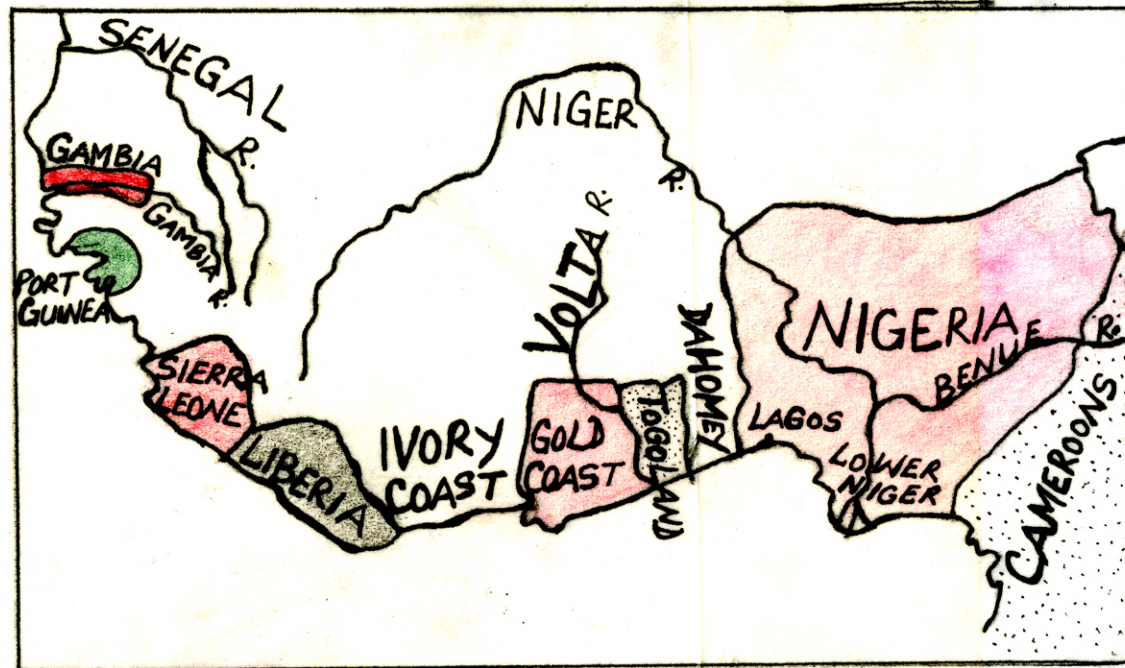 SENEGAL R.
GAMBIA
GAMBIA R.
PORT
GUINEA
SIERRA
LEONE
LIBERIA
IVORY
COAST
NIGER R.
VOLTA R.
GOLD
COAST
TOGOLAND
DAHOMEY
NIGERIA
BENUE R.
LAGOS
LOWER
NIGER
CAMEROONS